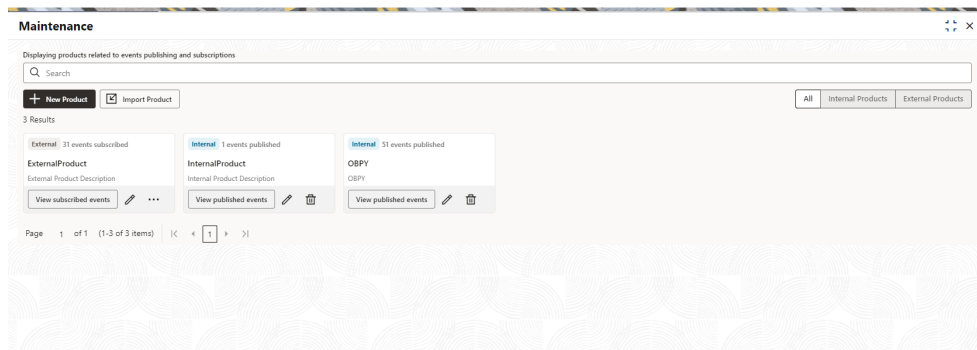 Maintenance
Displaying products related to events publishing and subscriptions
Search
New Product Import Product All Internal Products External Products
3 Results
External 31 events subscribed Internal 1 events published Internal 51 events published
ExternalProduct InternalProduct OBPY
External Product Description Internal Product Description OBPY
View subscribed events View published events View published events
Page 1 of 1 (1-3 of 3 items) 1